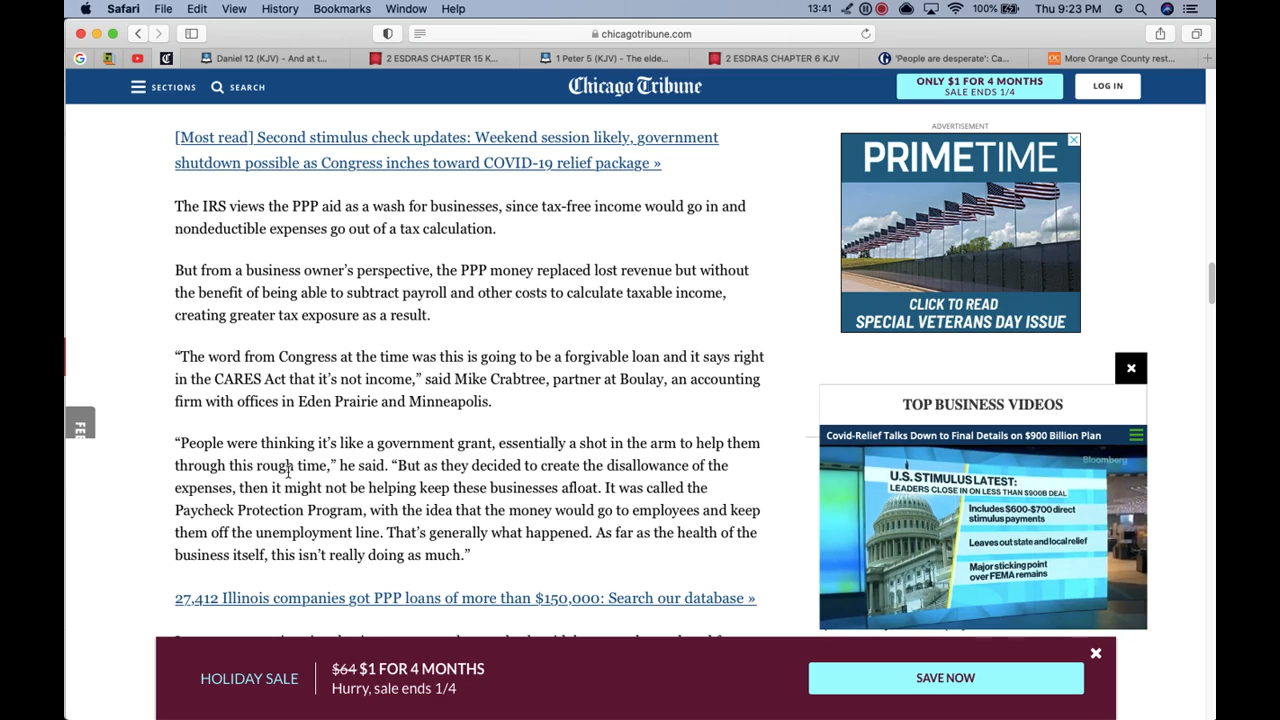 Safari File Edit View History Bookmarks Window Help 13:41 100% Thu 9:23 PM G
chicagotribune.com
Daniel 12 (KJV) - And at t... 2 ESDRAS CHAPTER 15 K... 1 Peter 5 (KJV) - The elde... 2 ESDRAS CHAPTER 6 KJV 'People are desperate': Ca... More Orange County rest...
SECTIONS SEARCH Chicago Tribune ONLY $1 FOR 4 MONTHS LOG IN
SALE ENDS 1/4
ADVERTISEMENT
[Most read] Second stimulus check updates: Weekend session likely, government
shutdown possible as Congress inches toward COVID-19 relief package »
The IRS views the PPP aid as a wash for businesses, since tax-free income would go in and
nondeductible expenses go out of a tax calculation.
But from a business owner's perspective, the PPP money replaced lost revenue but without
the benefit of being able to subtract payroll and other costs to calculate taxable income,
creating greater tax exposure as a result.
“The word from Congress at the time was this is going to be a forgivable loan and it says right
in the CARES Act that it's not income,” said Mike Crabtree, partner at Boulay, an accounting
firm with offices in Eden Prairie and Minneapolis.
“People were thinking it's like a government grant, essentially a shot in the arm to help them
through this rough time,” he said. “But as they decided to create the disallowance of the
expenses, then it might not be helping keep these businesses afloat. It was called the
Paycheck Protection Program, with the idea that the money would go to employees and keep
them off the unemployment line. That's generally what happened. As far as the health of the
business itself, this isn't really doing as much.”
27,412 Illinois companies got PPP loans of more than $150,000: Search our database »
PRIMETIME
CLICK TO READ
SPECIAL VETERANS DAY ISSUE
TOP BUSINESS VIDEOS
Covid-Relief Talks Down to Final Details on $900 Billion Plan
Bloomberg
U.S. STIMULUS LATEST:
LEADERS CLOSE IN ON LESS THAN $900B DEAL
Includes $600-$700 direct
stimulus payments
Leaves out state and local relief
Major sticking point
over FEMA remains
HOLIDAY SALE
$64 $1 FOR 4 MONTHS
Hurry, sale ends 1/4
SAVE NOW